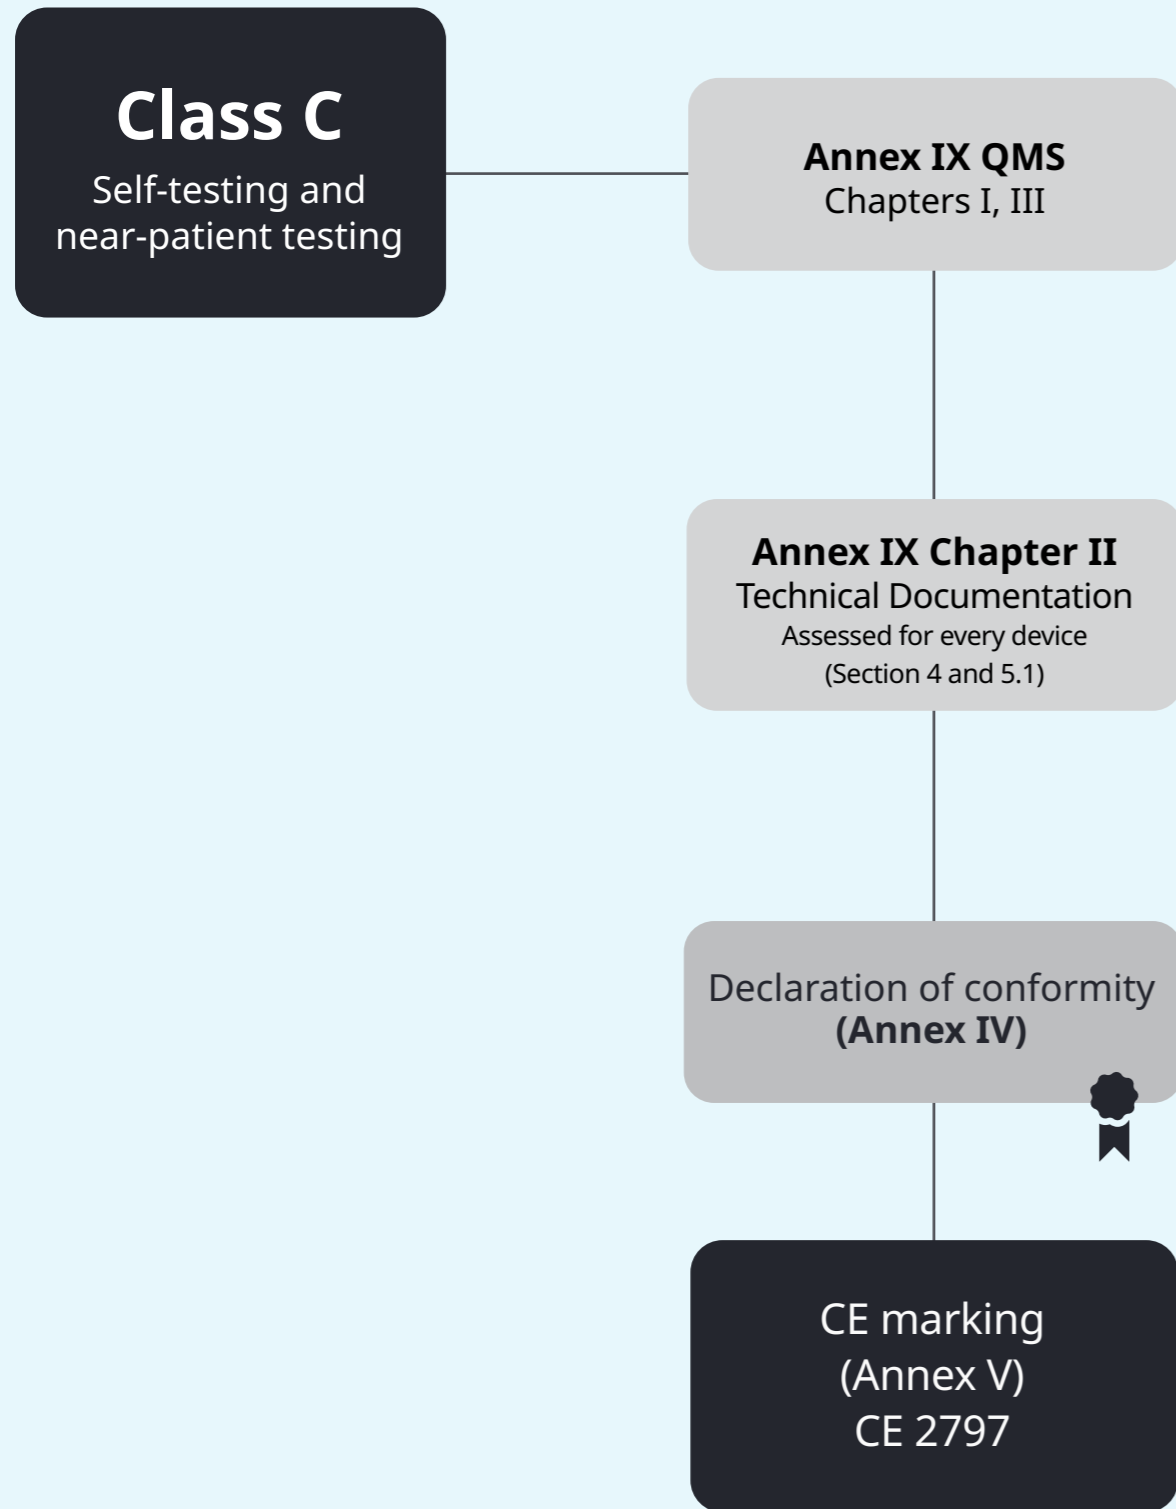 Class C
Self-testing and
near-patient testing
Annex IX QMS
Chapters I, III
Annex IX Chapter II
Technical Documentation
Assessed for every device
(Section 4 and 5.1)
Declaration of conformity
(Annex IV)
CE marking
(Annex V)
CE 2797